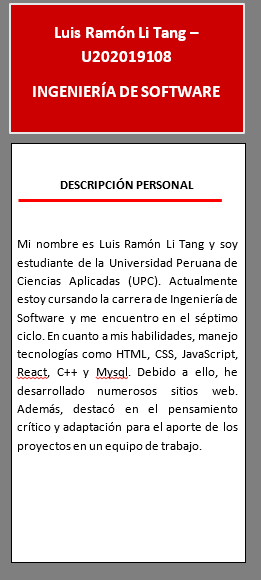 Luis Ramón Li Tang –
U202019108
INGENIERÍA DE SOFTWARE
DESCRIPCIÓN PERSONAL
Mi nombre es Luis Ramón Li Tang y soy
estudiante de la Universidad Peruana de
Ciencias Aplicadas (UPC). Actualmente
estoy cursando la carrera de Ingeniería de
Software y me encuentro en el séptimo
ciclo. En cuanto a mis habilidades, manejo
tecnologías como HTML, CSS, JavaScript,
React, C++ y Mysql. Debido a ello, he
desarrollado numerosos sitios web.
Además, destacó en el pensamiento
crítico y adaptación para el aporte de los
proyectos en un equipo de trabajo.